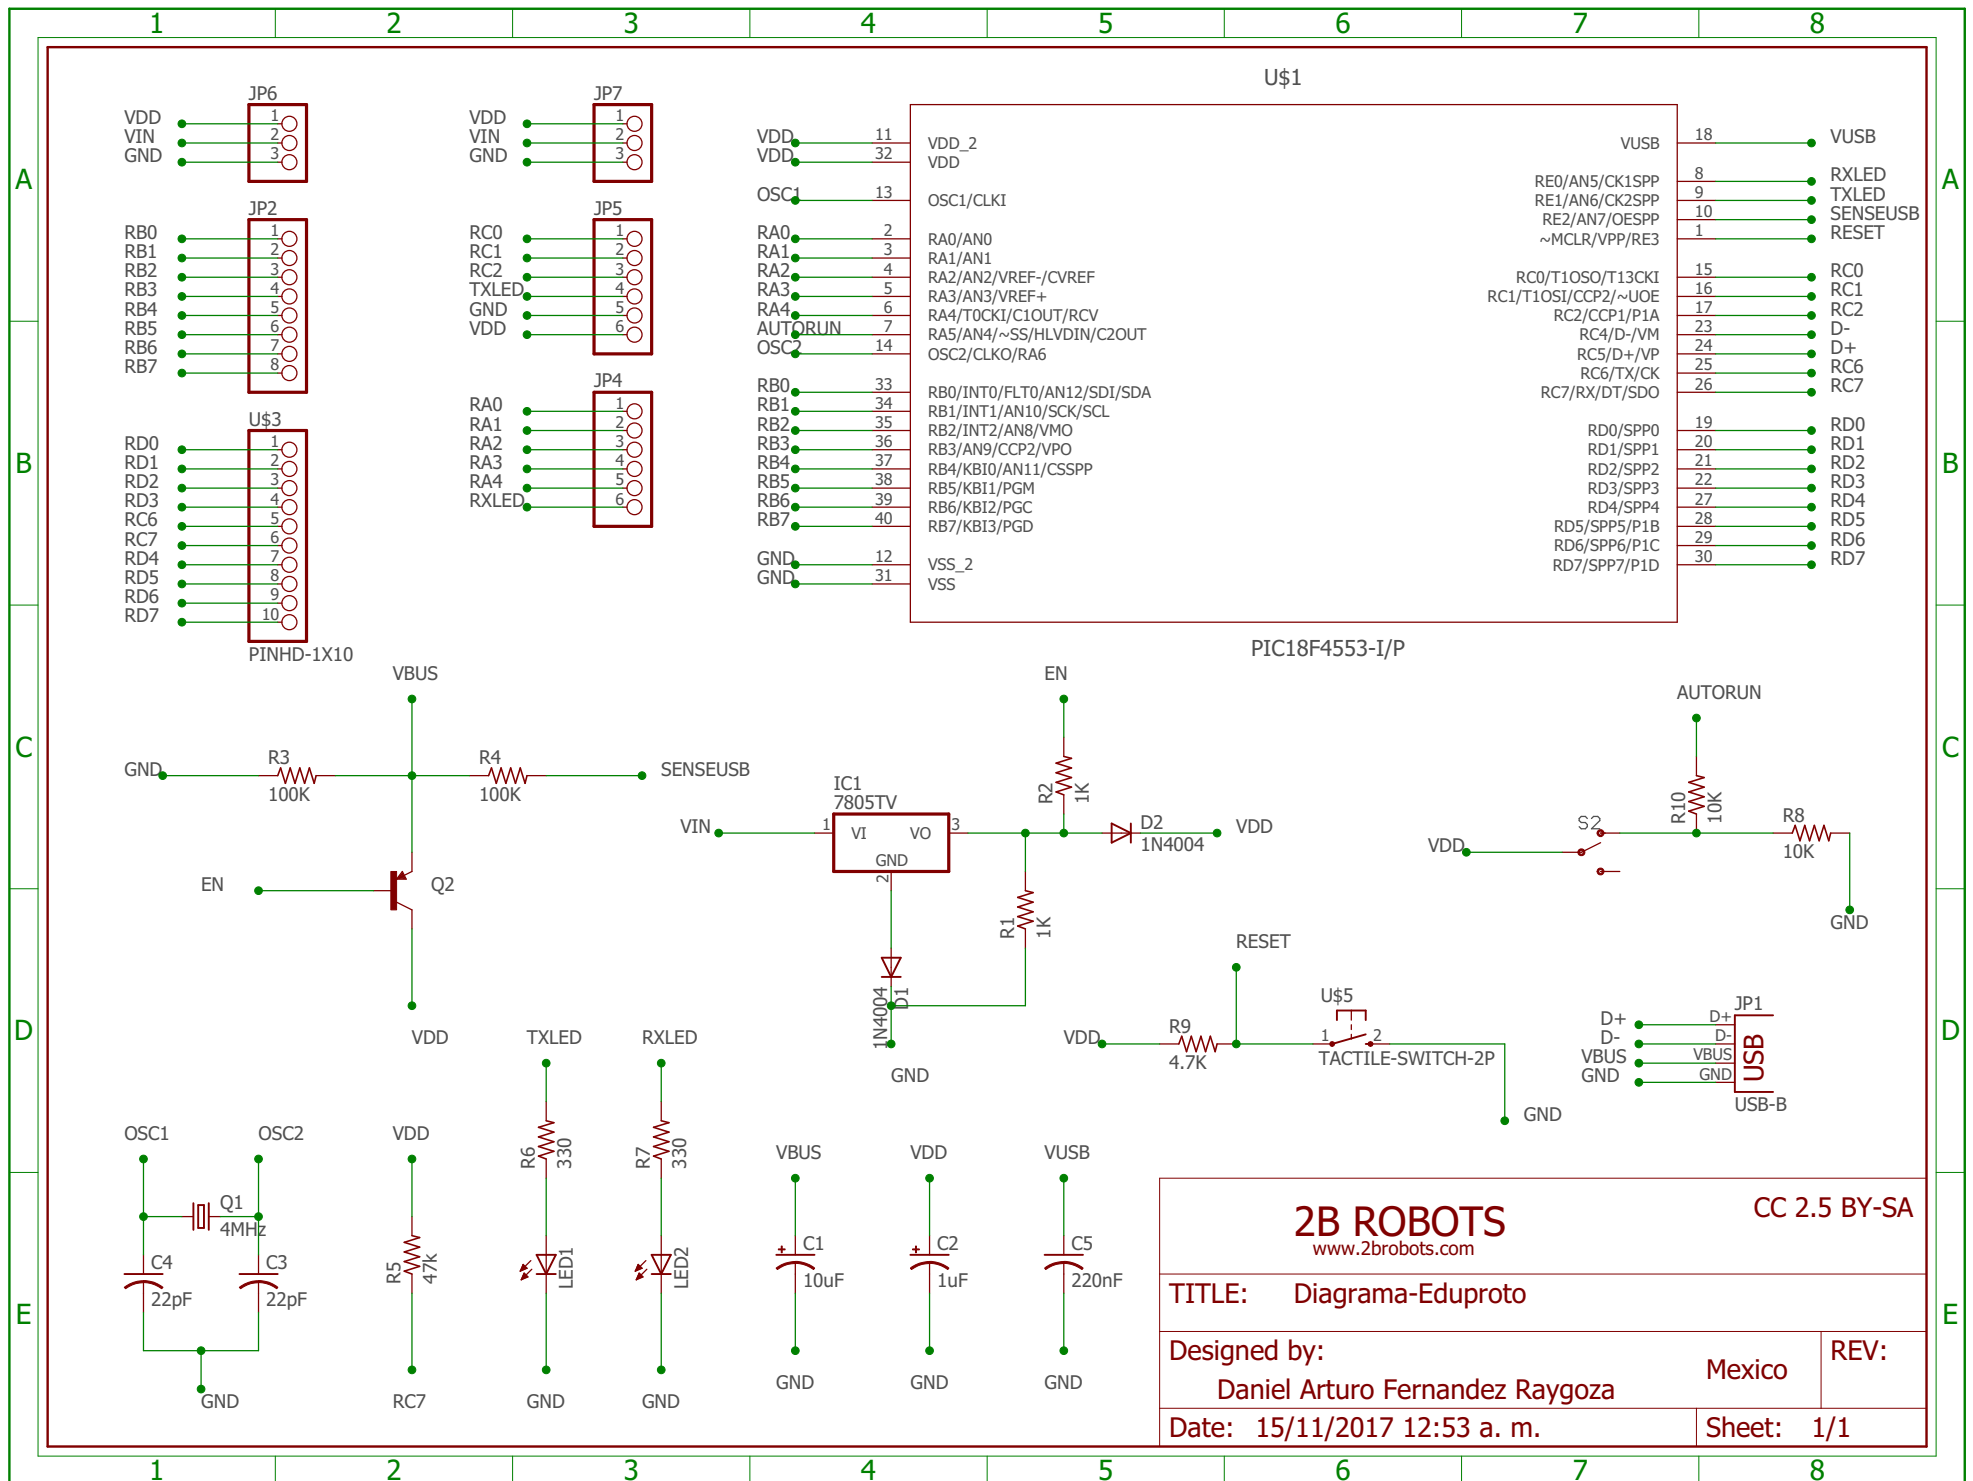 1 2 3 4 5 6 7 8
A
A
B
B
C
C
D
D
E
E
JP6
VDD 1
VIN 2
GND 3
JP7
VDD 1
VIN 2
GND 3
JP2
RB0 1
RB1 2
RB2 3
RB3 4
RB4 5
RB5 6
RB6 7
RB7 8
JP5
RC0 1
RC1 2
RC2 3
TXLED 4
GND 5
VDD 6
JP4
RA0 1
RA1 2
RA2 3
RA3 4
RA4 5
RXLED 6
U$3
RD0 1
RD1 2
RD2 3
RD3 4
RC6 5
RC7 6
RD4 7
RD5 8
RD6 9
RD7 10
PINHD-1X10
U$1
VDD 11 VDD_2
VDD 32 VDD
OSC1 13 OSC1/CLKI
RA0 2 RA0/AN0
RA1 3 RA1/AN1
RA2 4 RA2/AN2/VREF-/CVREF
RA3 5 RA3/AN3/VREF+
RA4 6 RA4/T0CKI/C1OUT/RCV
AUTORUN 7 RA5/AN4/~SS/HLVDIN/C2OUT
OSC2 14 OSC2/CLKO/RA6
RB0 33 RB0/INT0/FLT0/AN12/SDI/SDA
RB1 34 RB1/INT1/AN10/SCK/SCL
RB2 35 RB2/INT2/AN8/VMO
RB3 36 RB3/AN9/CCP2/VPO
RB4 37 RB4/KBI0/AN11/CSSPP
RB5 38 RB5/KBI1/PGM
RB6 39 RB6/KBI2/PGC
RB7 40 RB7/KBI3/PGD
GND 12 VSS_2
GND 31 VSS
VUSB 18 VUSB
RE0/AN5/CK1SPP 8 RXLED
RE1/AN6/CK2SPP 9 TXLED
RE2/AN7/OESPP 10 SENSEUSB
~MCLR/VPP/RE3 1 RESET
RC0/T1OSO/T13CKI 15 RC0
RC1/T1OSI/CCP2/~UOE 16 RC1
RC2/CCP1/P1A 17 RC2
RC4/D-/VM 23 D-
RC5/D+/VP 24 D+
RC6/TX/CK 25 RC6
RC7/RX/DT/SDO 26 RC7
RD0/SPP0 19 RD0
RD1/SPP1 20 RD1
RD2/SPP2 21 RD2
RD3/SPP3 22 RD3
RD4/SPP4 27 RD4
RD5/SPP5/P1B 28 RD5
RD6/SPP6/P1C 29 RD6
RD7/SPP7/P1D 30 RD7
PIC18F4553-I/P
VBUS
GND
R3
100K
R4
100K
SENSEUSB
EN
Q2
VDD
EN
R2
1K
IC1
7805TV
VIN
1 VI VO 3
GND
2
D2
1N4004
VDD
R1
1K
1N4004
D1
GND
AUTORUN
R10
10K
S2
VDD
R8
10K
GND
RESET
VDD
R9
4.7K
U$5
1 2
TACTILE-SWITCH-2P
GND
JP1
D+ D+
D- D-
VBUS VBUS
GND GND
USB
USB-B
OSC1
OSC2
Q1
4MHz
C4
22pF
C3
22pF
GND
VDD
R5
47k
RC7
TXLED
R6
330
LED1
GND
RXLED
R7
330
LED2
GND
VBUS
C1
10uF
GND
VDD
C2
1uF
GND
VUSB
C5
220nF
GND
2B ROBOTS
CC 2.5 BY-SA
www.2brobots.com
TITLE: Diagrama-Eduproto
Designed by:
Daniel Arturo Fernandez Raygoza
Mexico
REV:
Date: 15/11/2017 12:53 a. m.
Sheet: 1/1
1 2 3 4 5 6 7 8